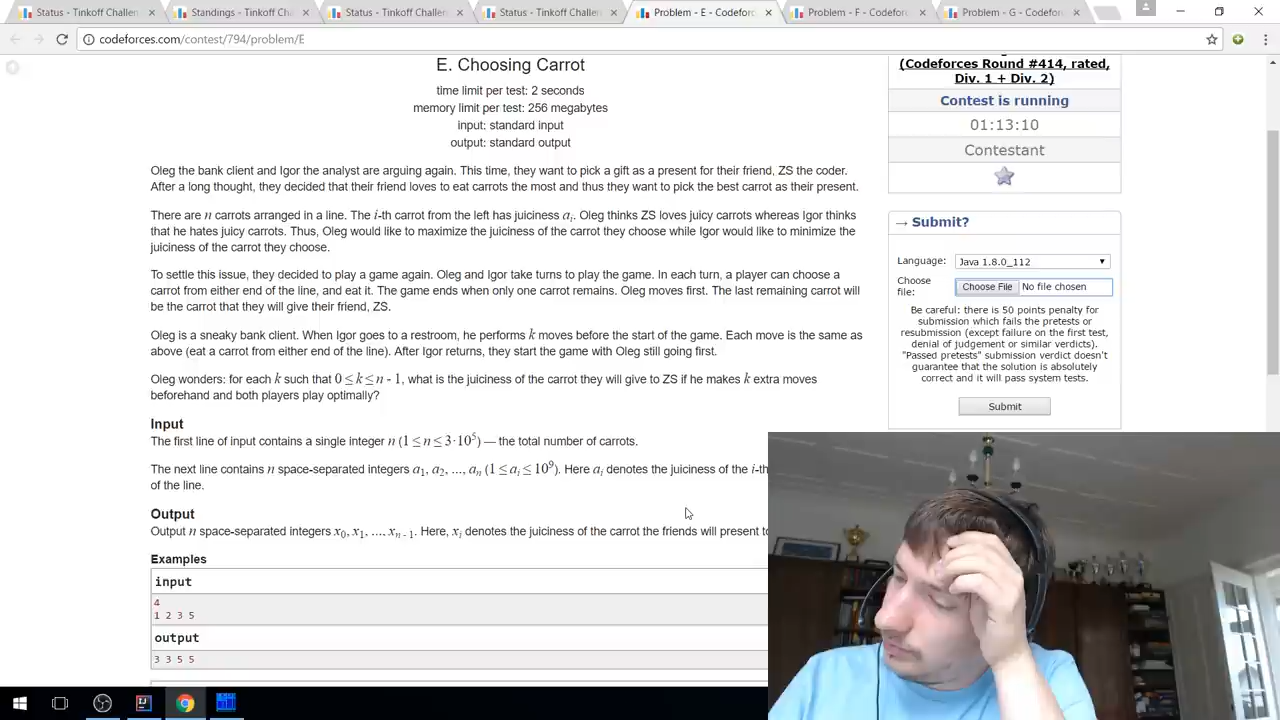 Status - Tinkoff Challen
Standings - Tinkoff Chal
Status - Tinkoff Challen
Status - Tinkoff Challen
Problem - E - Codeforc
Problem - F - Codeforc
Problem - G - Codeforc
codeforces.com/contest/794/problem/E
E. Choosing Carrot
time limit per test: 2 seconds
memory limit per test: 256 megabytes
input: standard input
output: standard output
Oleg the bank client and Igor the analyst are arguing again. This time, they want to pick a gift as a present for their friend, ZS the coder.
After a long thought, they decided that their friend loves to eat carrots the most and thus they want to pick the best carrot as their present.
There are n carrots arranged in a line. The i-th carrot from the left has juiciness aᵢ. Oleg thinks ZS loves juicy carrots whereas Igor thinks
that he hates juicy carrots. Thus, Oleg would like to maximize the juiciness of the carrot they choose while Igor would like to minimize the
juiciness of the carrot they choose.
To settle this issue, they decided to play a game again. Oleg and Igor take turns to play the game. In each turn, a player can choose a
carrot from either end of the line, and eat it. The game ends when only one carrot remains. Oleg moves first. The last remaining carrot will
be the carrot that they will give their friend, ZS.
Oleg is a sneaky bank client. When Igor goes to a restroom, he performs k moves before the start of the game. Each move is the same as
above (eat a carrot from either end of the line). After Igor returns, they start the game with Oleg still going first.
Oleg wonders: for each k such that 0 ≤ k ≤ n - 1, what is the juiciness of the carrot they will give to ZS if he makes k extra moves
beforehand and both players play optimally?
Input
The first line of input contains a single integer n (1 ≤ n ≤ 3·10⁵) — the total number of carrots.
The next line contains n space-separated integers a₁, a₂, ..., aₙ (1 ≤ aᵢ ≤ 10⁹). Here aᵢ denotes the juiciness of the i-th
of the line.
Output
Output n space-separated integers x₀, x₁, ..., xₙ₋₁. Here, xᵢ denotes the juiciness of the carrot the friends will present to
Examples
input
4
1 2 3 5
output
3 3 5 5
(Codeforces Round #414, rated,
Div. 1 + Div. 2)
Contest is running
01:13:10
Contestant
→ Submit?
Language: Java 1.8.0_112
Choose
file: Choose File No file chosen
Be careful: there is 50 points penalty for
submission which fails the pretests or
resubmission (except failure on the first test,
denial of judgement or similar verdicts).
"Passed pretests" submission verdict doesn't
guarantee that the solution is absolutely
correct and it will pass system tests.
Submit